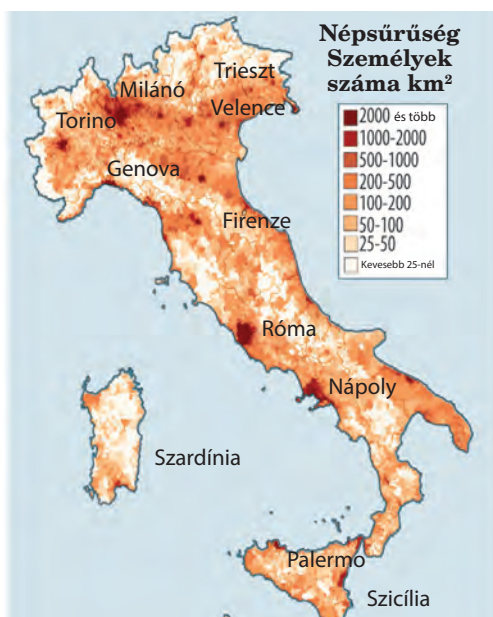 Népsűrűség
Személyek
száma km²
2000 és több
1000-2000
500-1000
200-500
100-200
50-100
25-50
Kevesebb 25-nél
Trieszt
Milánó
Velence
Torino
Genova
Firenze
Róma
Nápoly
Szardínia
Palermo
Szicília